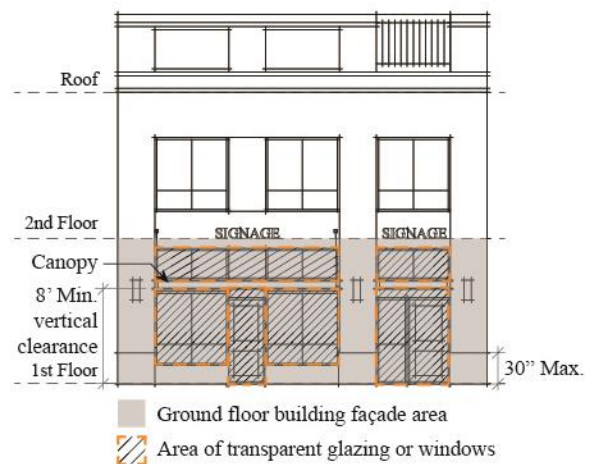 Roof
2nd Floor
SIGNAGE SIGNAGE
Canopy
8’ Min.
vertical
clearance
1st Floor
30” Max.
Ground floor building façade area
Area of transparent glazing or windows